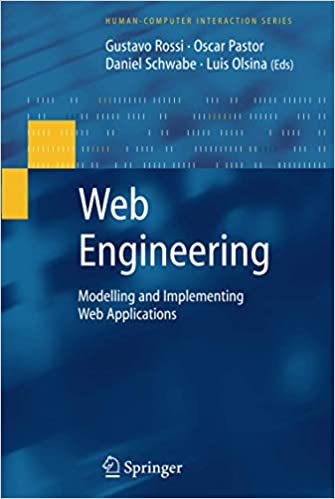 HUMAN–COMPUTER INTERACTION SERIES
Gustavo Rossi · Oscar Pastor
Daniel Schwabe · Luis Olsina (Eds)
Web
Engineering
Modelling and Implementing
Web Applications
Springer